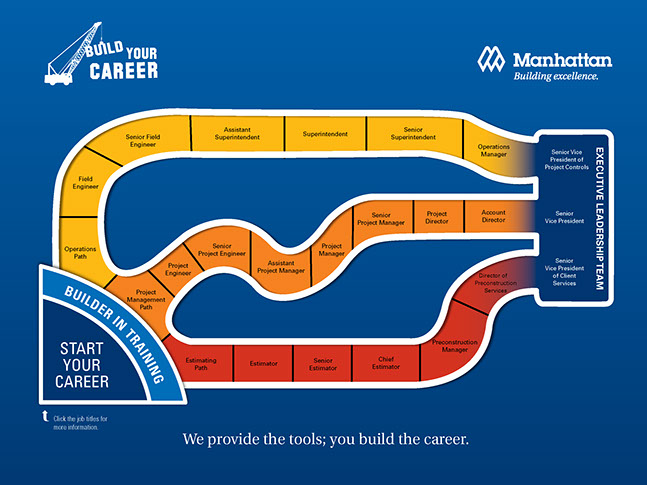 BUILD YOUR
CAREER
Manhattan
Building excellence.
Operations
Path
Field
Engineer
Senior Field
Engineer
Assistant
Superintendent
Superintendent
Senior
Superintendent
Operations
Manager
Senior Vice
President of
Project Controls
Project
Management
Path
Project
Engineer
Senior
Project Engineer
Assistant
Project Manager
Project
Manager
Senior
Project Manager
Project
Director
Account
Director
Senior
Vice President
Estimating
Path
Estimator
Senior
Estimator
Chief
Estimator
Preconstruction
Manager
Director of
Preconstruction
Services
Senior
Vice President
of Client
Services
EXECUTIVE LEADERSHIP TEAM
BUILDER IN TRAINING
START
YOUR
CAREER
Click the job titles for
more information.
We provide the tools; you build the career.